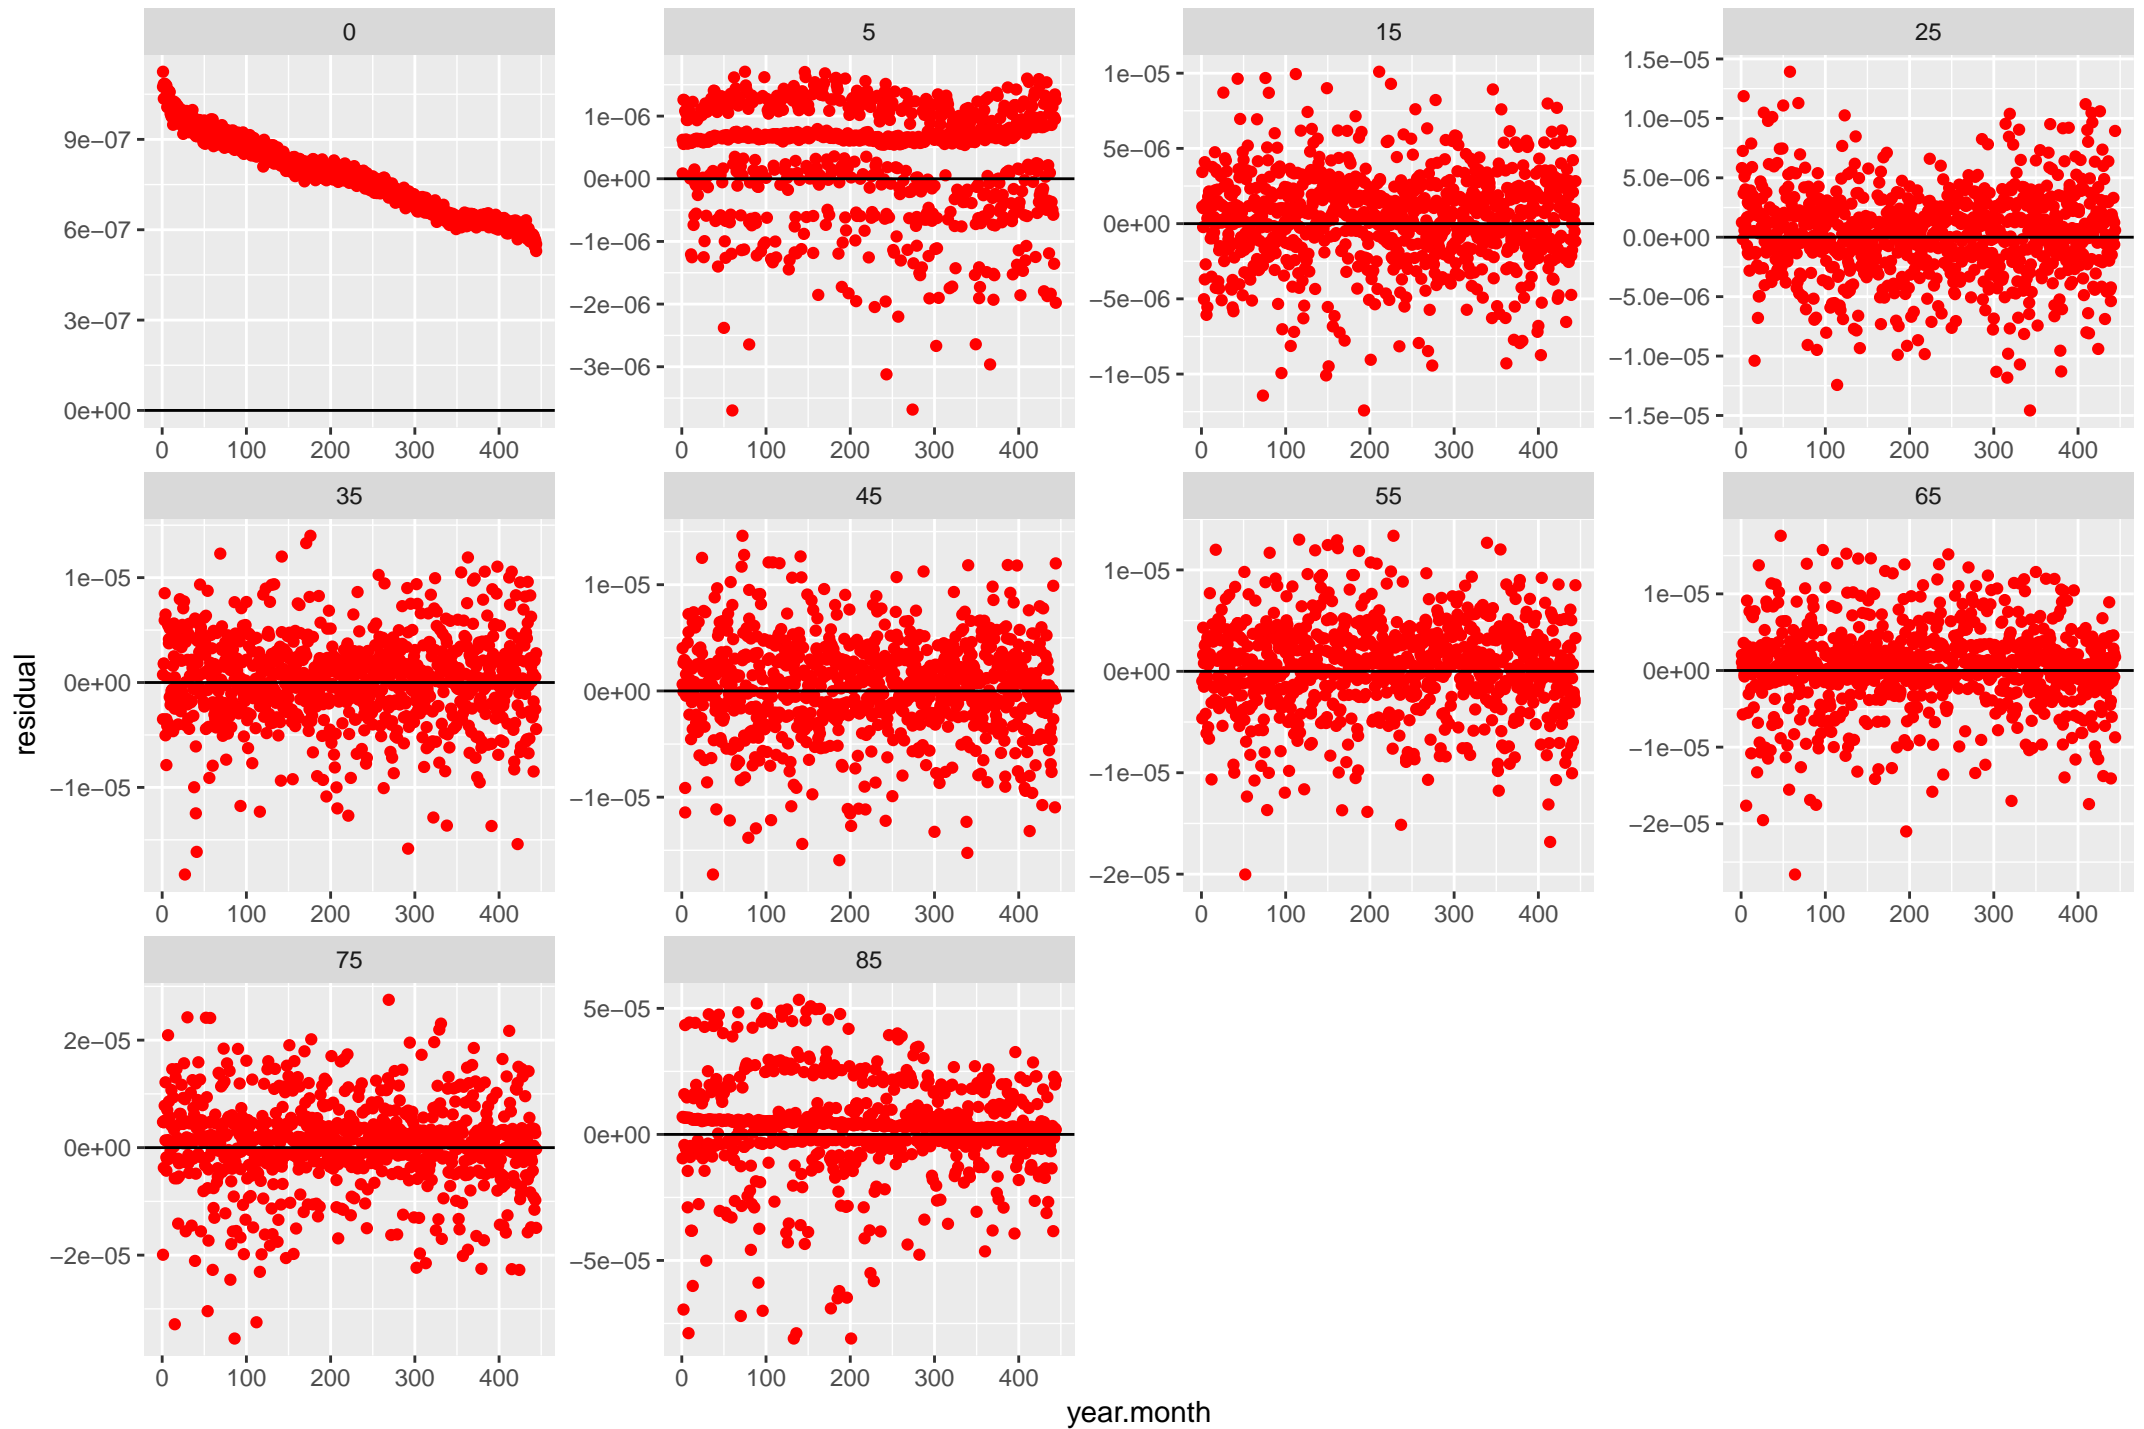 0 5 15 25
9e−07
6e−07
3e−07
0e+00
1e−06
0e+00
−1e−06
−2e−06
−3e−06
1e−05
5e−06
0e+00
−5e−06
−1e−05
1.5e−05
1.0e−05
5.0e−06
0.0e+00
−5.0e−06
−1.0e−05
−1.5e−05
0 100 200 300 400 0 100 200 300 400 0 100 200 300 400 0 100 200 300 400
35 45 55 65
1e−05
0e+00
−1e−05
1e−05
0e+00
−1e−05
1e−05
0e+00
−1e−05
−2e−05
1e−05
0e+00
−1e−05
−2e−05
0 100 200 300 400 0 100 200 300 400 0 100 200 300 400 0 100 200 300 400
75 85
2e−05
0e+00
−2e−05
5e−05
0e+00
−5e−05
0 100 200 300 400 0 100 200 300 400
residual
year.month